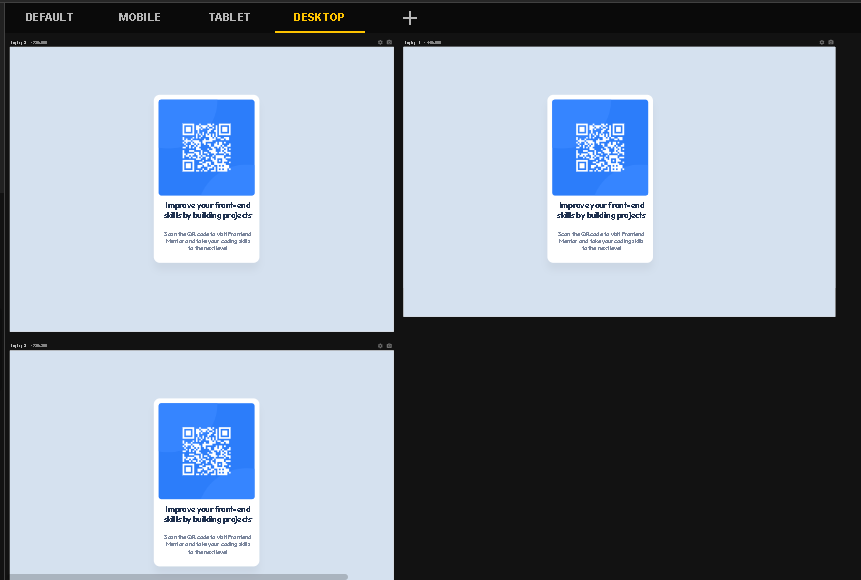 DEFAULT MOBILE TABLET DESKTOP
Improve your front-end
skills by building projects
Scan the QR code to visit Frontend
Mentor and take your coding skills
to the next level
Improve your front-end
skills by building projects
Scan the QR code to visit Frontend
Mentor and take your coding skills
to the next level
Improve your front-end
skills by building projects
Scan the QR code to visit Frontend
Mentor and take your coding skills
to the next level